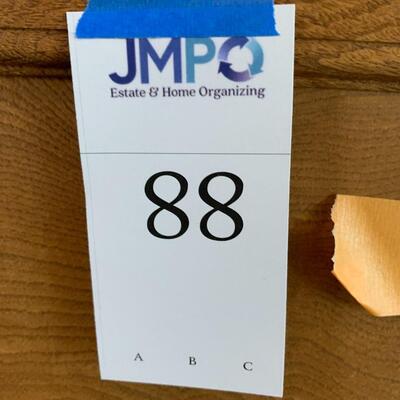 JMPO
Estate & Home Organizing
88
A B C